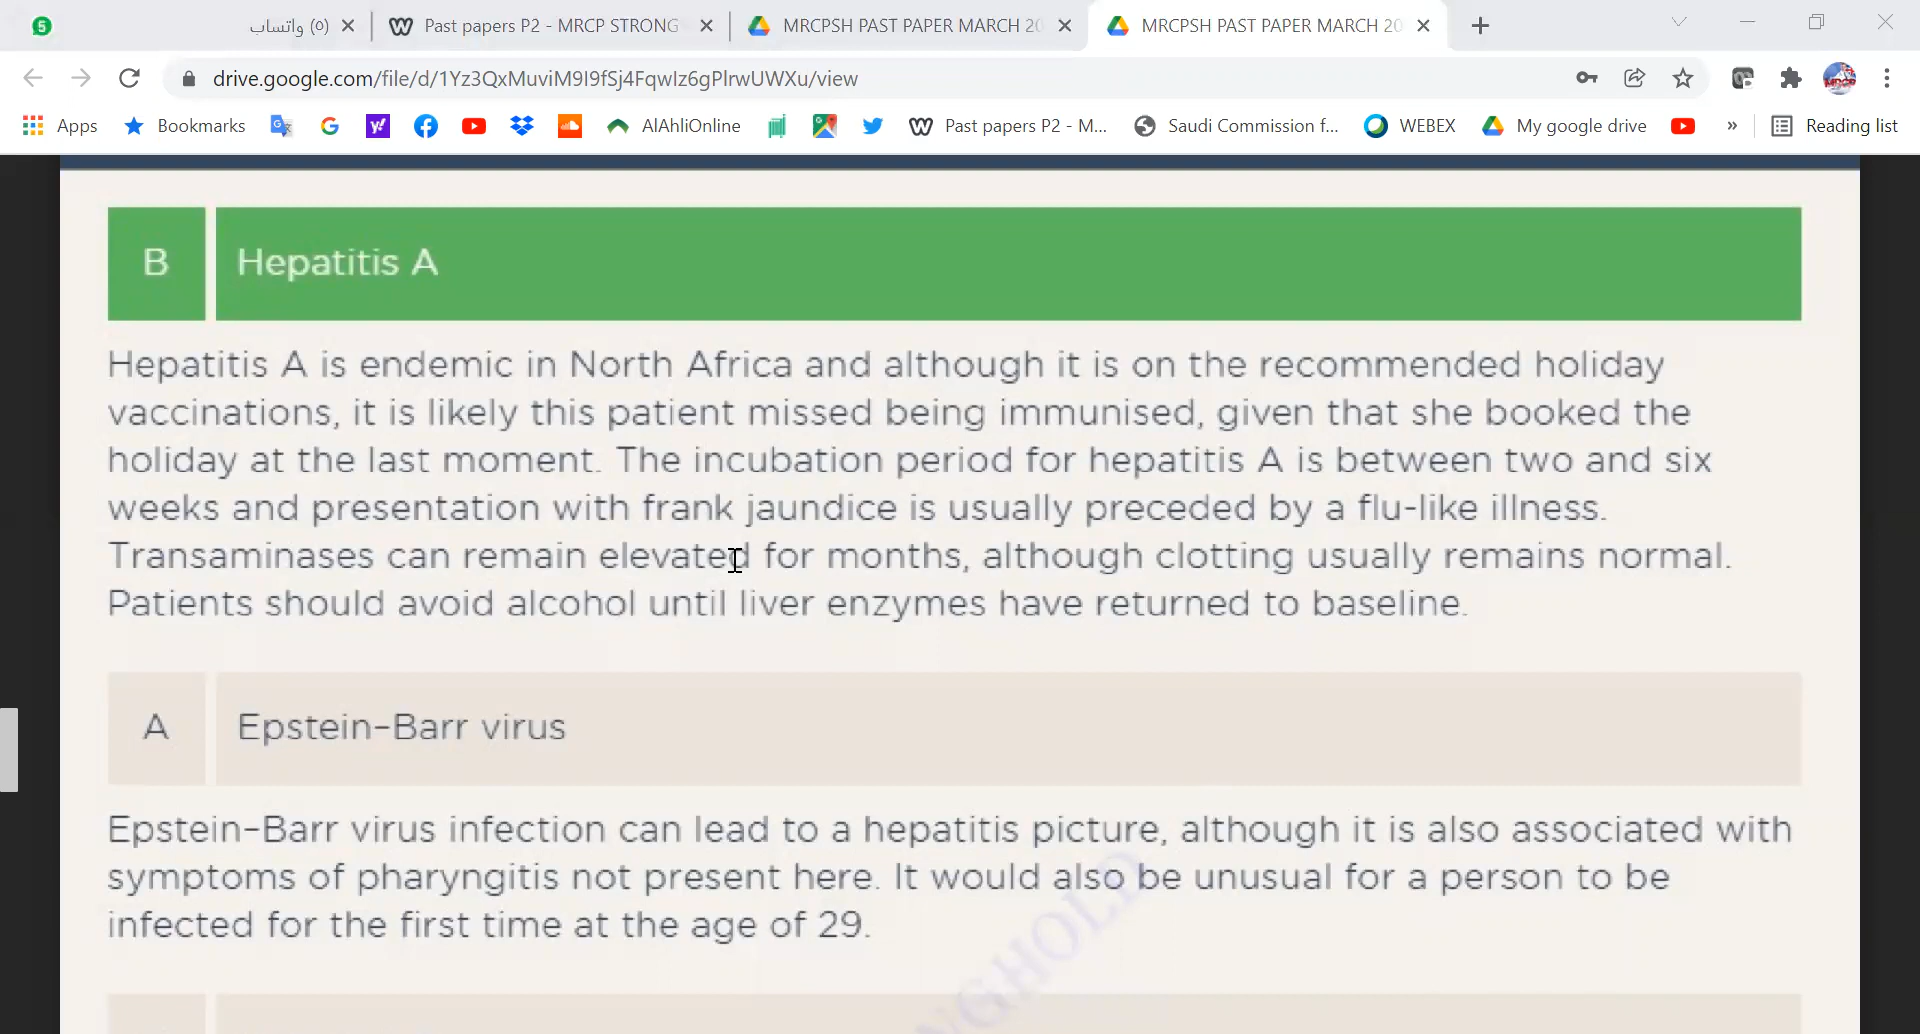 واتساب (٥)
Past papers P2 - MRCP STRONG
MRCPSH PAST PAPER MARCH 20
MRCPSH PAST PAPER MARCH 20
drive.google.com/file/d/1Yz3QxMuviM9I9fSj4FqwIz6gPlrwUWXu/view
Apps Bookmarks AlAhliOnline Past papers P2 - M... Saudi Commission f... WEBEX My google drive » Reading list
B Hepatitis A
Hepatitis A is endemic in North Africa and although it is on the recommended holiday
vaccinations, it is likely this patient missed being immunised, given that she booked the
holiday at the last moment. The incubation period for hepatitis A is between two and six
weeks and presentation with frank jaundice is usually preceded by a flu-like illness.
Transaminases can remain elevated for months, although clotting usually remains normal.
Patients should avoid alcohol until liver enzymes have returned to baseline.
A Epstein–Barr virus
Epstein–Barr virus infection can lead to a hepatitis picture, although it is also associated with
symptoms of pharyngitis not present here. It would also be unusual for a person to be
infected for the first time at the age of 29.